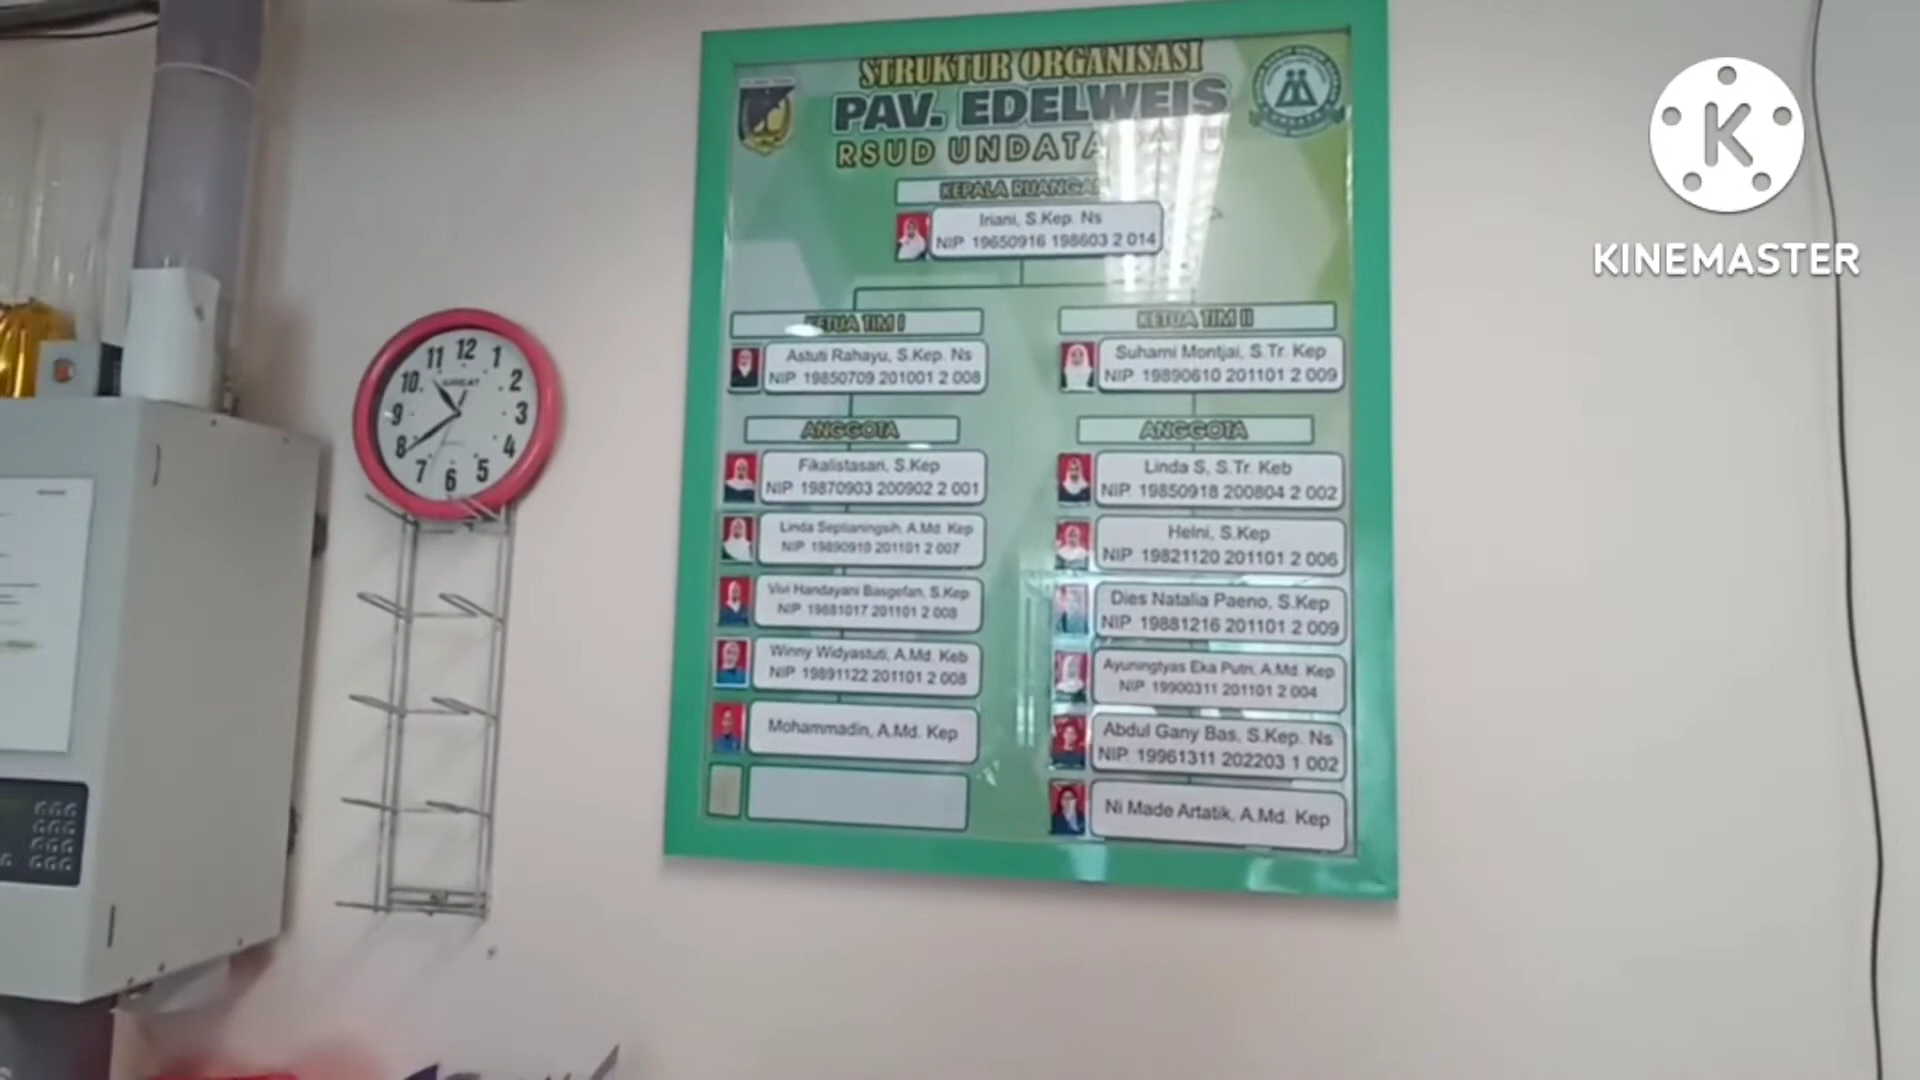 STRUKTUR ORGANISASI
PAV. EDELWEIS
RSUD UNDATA
KEPALA RUANGAN
Iriani, S.Kep. Ns
NIP. 19650916 198603 2 014
KETUA TIM I
Astuti Rahayu, S.Kep. Ns
NIP. 19850709 201001 2 008
ANGGOTA
Fikalistasari, S.Kep
NIP. 19870903 200902 2 001
Linda Septianingsih, A.Md. Kep
NIP. 19890910 201101 2 007
Vivi Handayani Basgefan, S.Kep
NIP. 19881017 201101 2 008
Winny Widyastuti, A.Md. Keb
NIP. 19891122 201101 2 008
Mohammadin, A.Md. Kep
KETUA TIM II
Suharni Montjai, S.Tr. Kep
NIP. 19890610 201101 2 009
ANGGOTA
Linda S, S.Tr. Keb
NIP. 19850918 200804 2 002
Helni, S.Kep
NIP. 19821120 201101 2 006
Dies Natalia Paeno, S.Kep
NIP. 19881216 201101 2 009
Ayuningtyas Eka Putri, A.Md. Kep
NIP. 19900311 201101 2 004
Abdul Gany Bas, S.Kep. Ns
NIP. 19961311 202203 1 002
Ni Made Artatik, A.Md. Kep
12
1
2
3
4
5
6
7
8
9
10
11
K
KINEMASTER